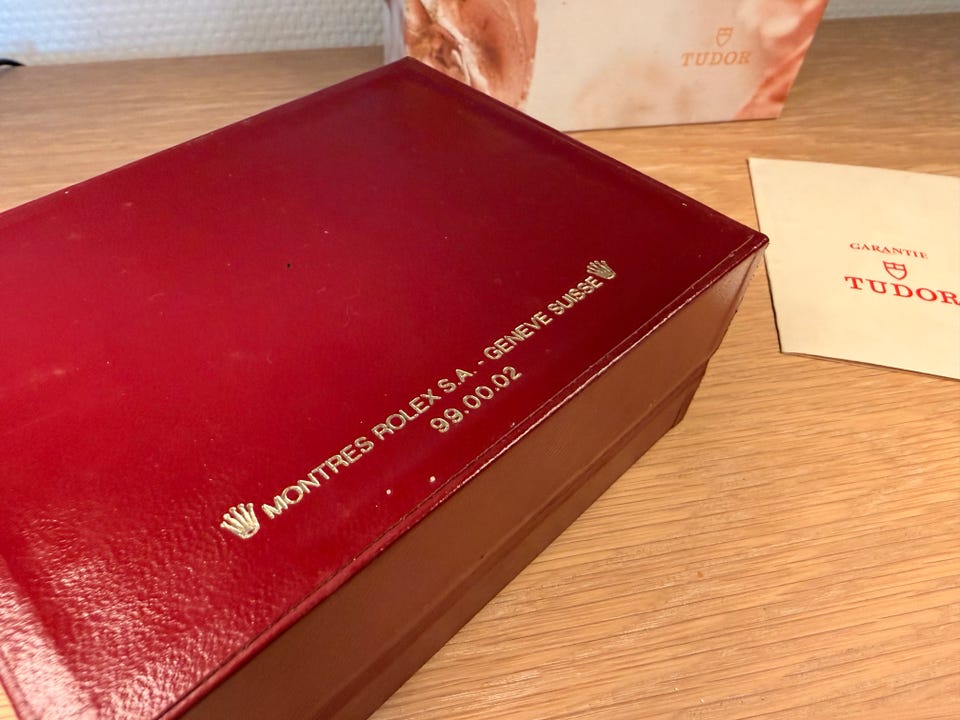 TUDOR
GARANTIE
TUDOR
MONTRES ROLEX S.A. - GENEVE SUISSE
99.00.02